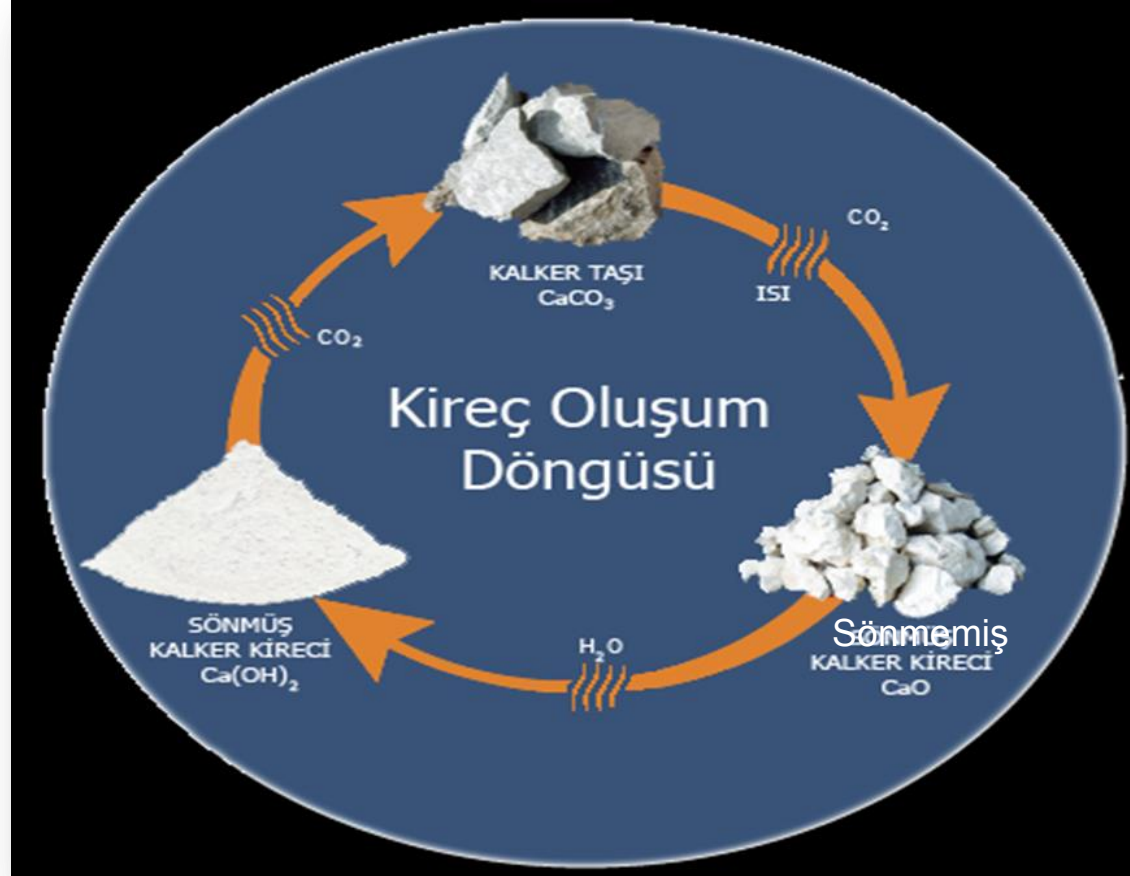 KALKER TAŞI
CaCO₃
CO₂
ISI
CO₂
Kireç Oluşum
Döngüsü
SÖNMÜŞ
KALKER KİRECİ
Ca(OH)₂
H₂O
Sönmemiş
KALKER KİRECİ
CaO